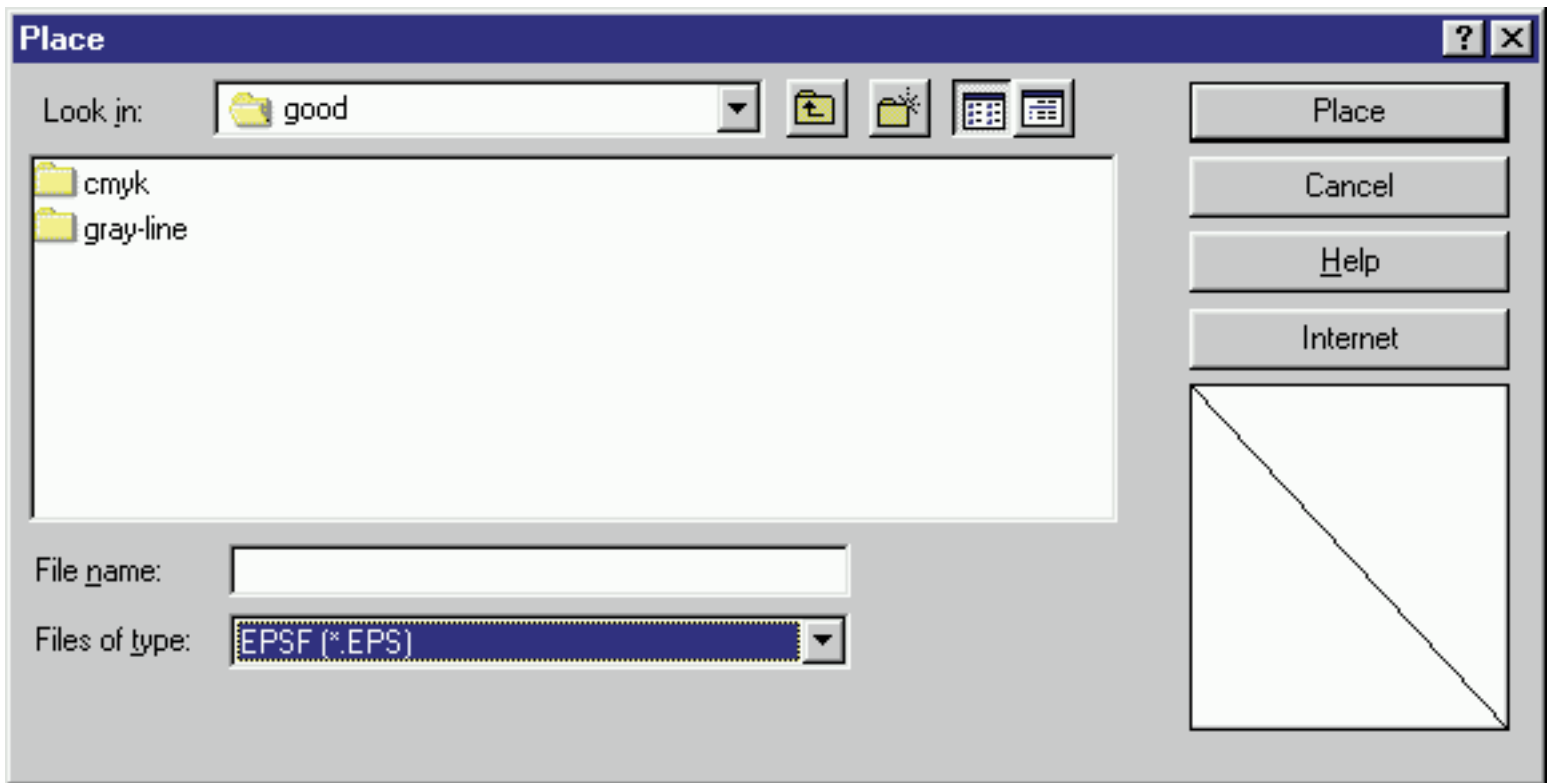 Place
Look in: good
Place
cmyk
Cancel
gray-line
Help
Internet
File name:
Files of type: EPSF (*.EPS)